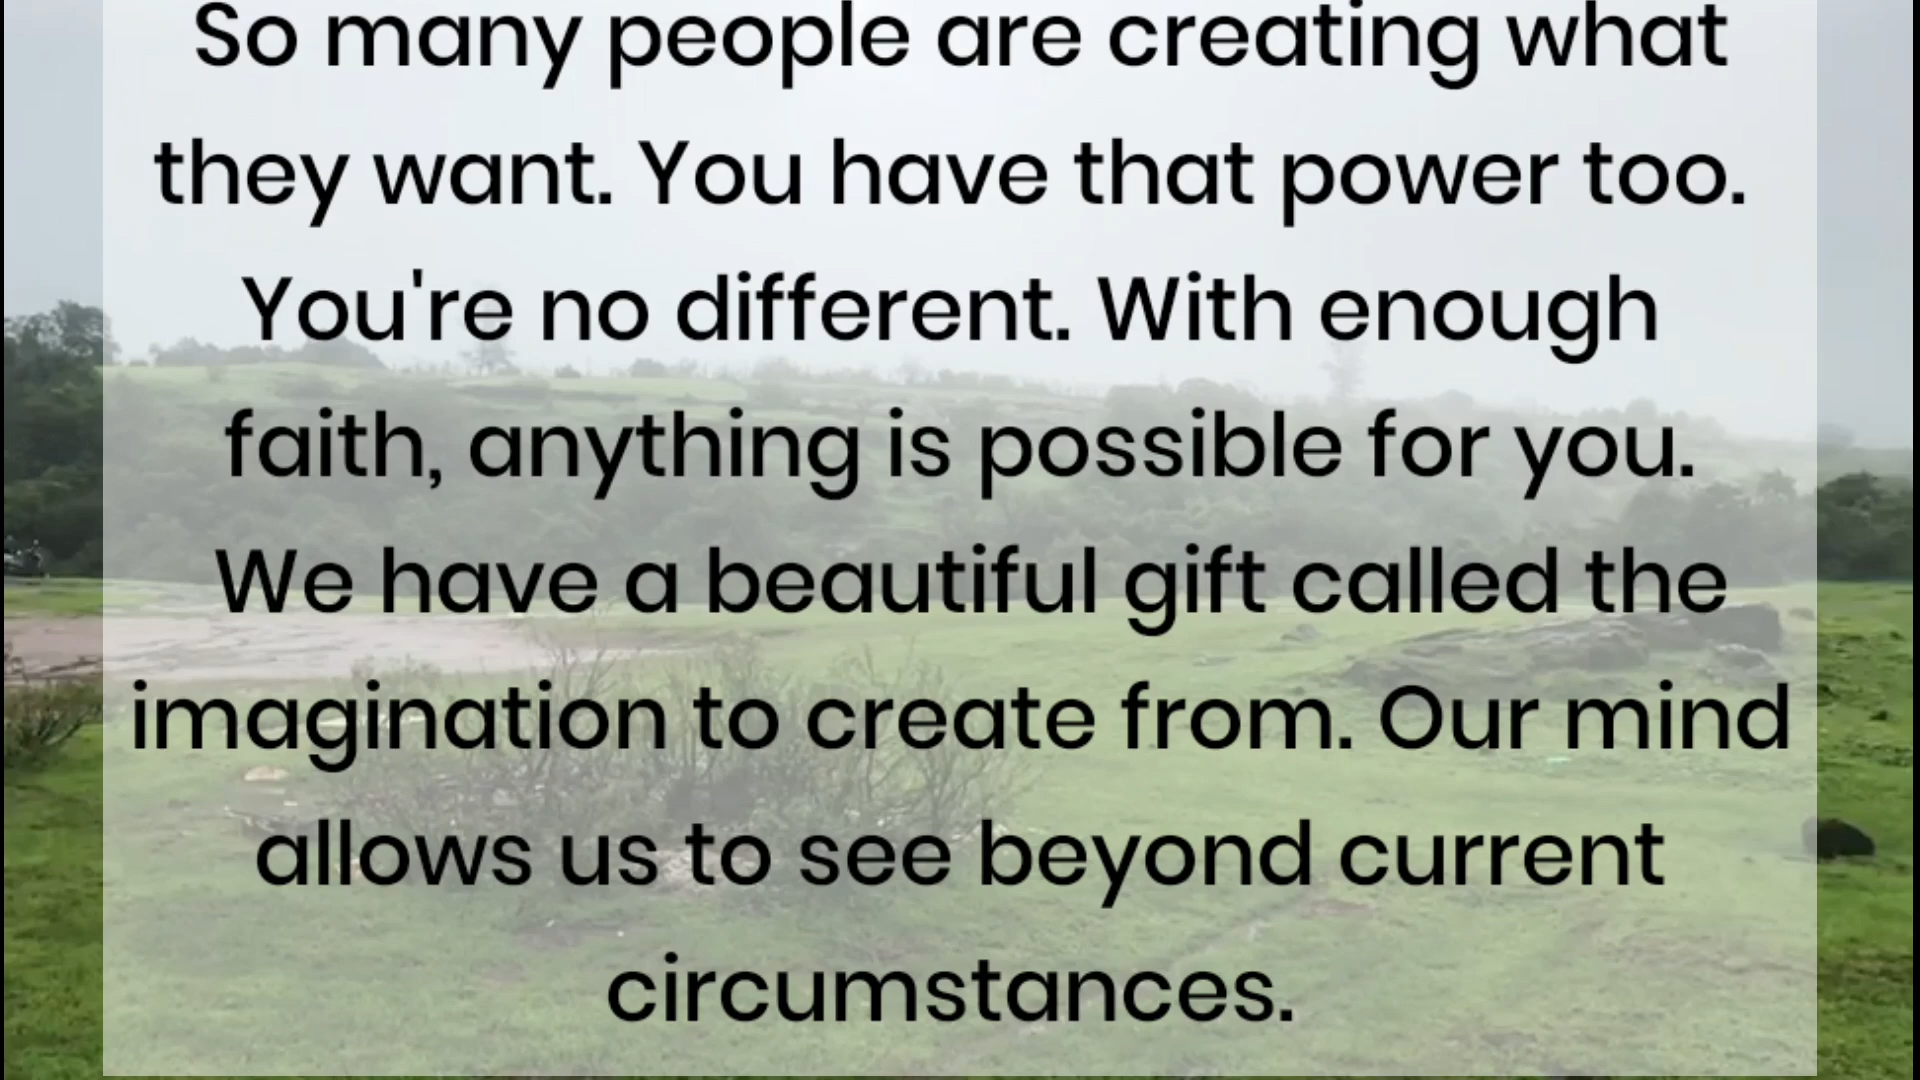 So many people are creating what
they want. You have that power too.
You're no different. With enough
faith, anything is possible for you.
We have a beautiful gift called the
imagination to create from. Our mind
allows us to see beyond current
circumstances.